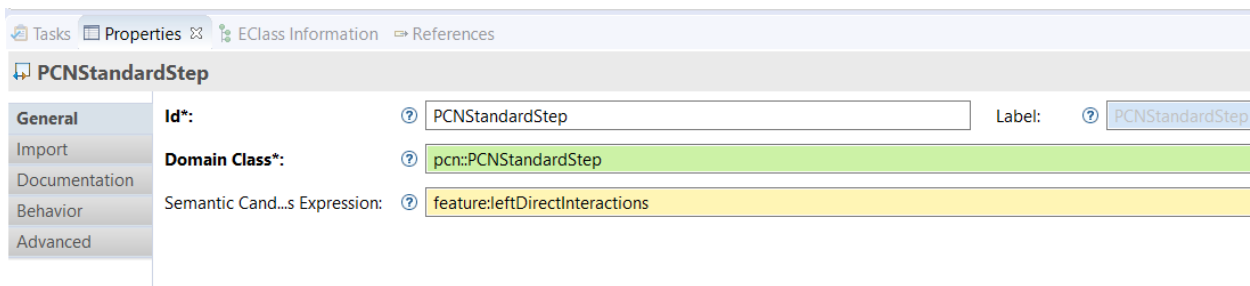 Tasks Properties EClass Information References
PCNStandardStep
General Id*: ? PCNStandardStep Label: ? PCNStandardStep
Import
Domain Class*: ? pcn::PCNStandardStep
Documentation
Semantic Cand...s Expression: ? feature:leftDirectInteractions
Behavior
Advanced